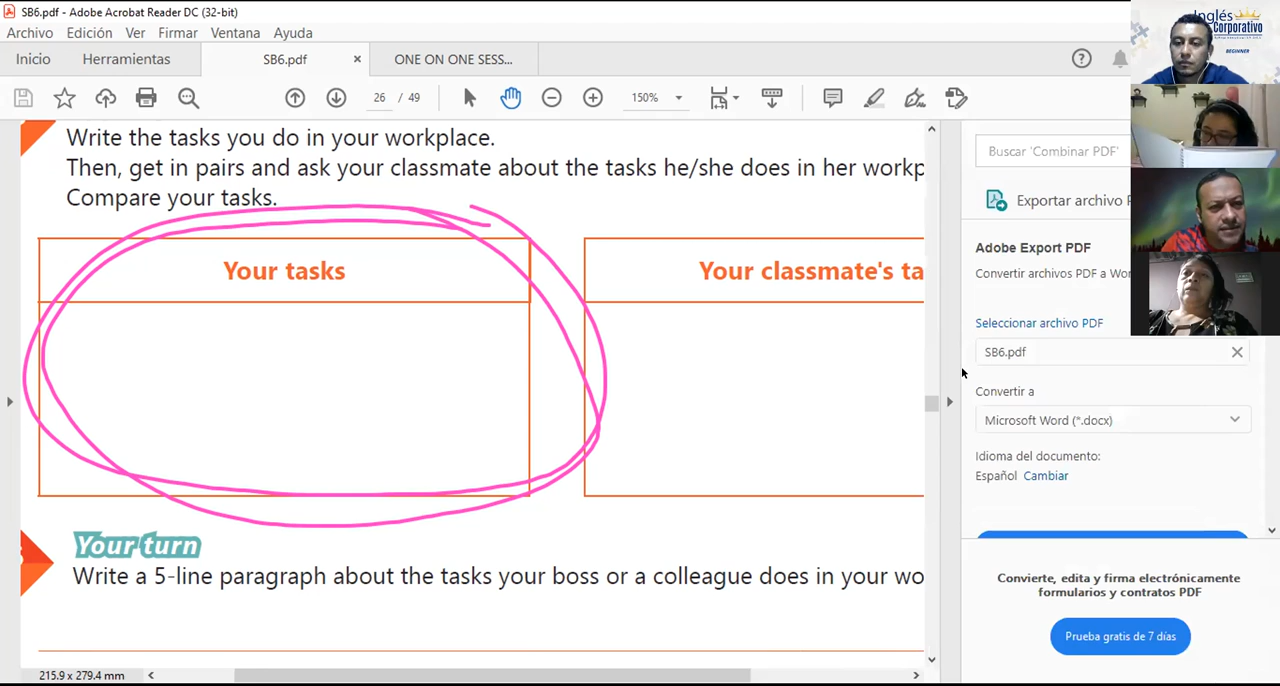 SB6.pdf - Adobe Acrobat Reader DC (32-bit)
Archivo Edición Ver Firmar Ventana Ayuda
Inicio Herramientas SB6.pdf × ONE ON ONE SESS...
26 / 49 150%
Write the tasks you do in your workplace.
Then, get in pairs and ask your classmate about the tasks he/she does in her workp
Compare your tasks.
Your tasks
Your classmate's ta
Your turn
Write a 5-line paragraph about the tasks your boss or a colleague does in your wo
215.9 x 279.4 mm
Inglés
Corporativo
BEGINNER
Buscar 'Combinar PDF'
Exportar archivo P
Adobe Export PDF
Convertir archivos PDF a Wor
Seleccionar archivo PDF
SB6.pdf
Convertir a
Microsoft Word (*.docx)
Idioma del documento:
Español Cambiar
Convierte, edita y firma electrónicamente
formularios y contratos PDF
Prueba gratis de 7 días